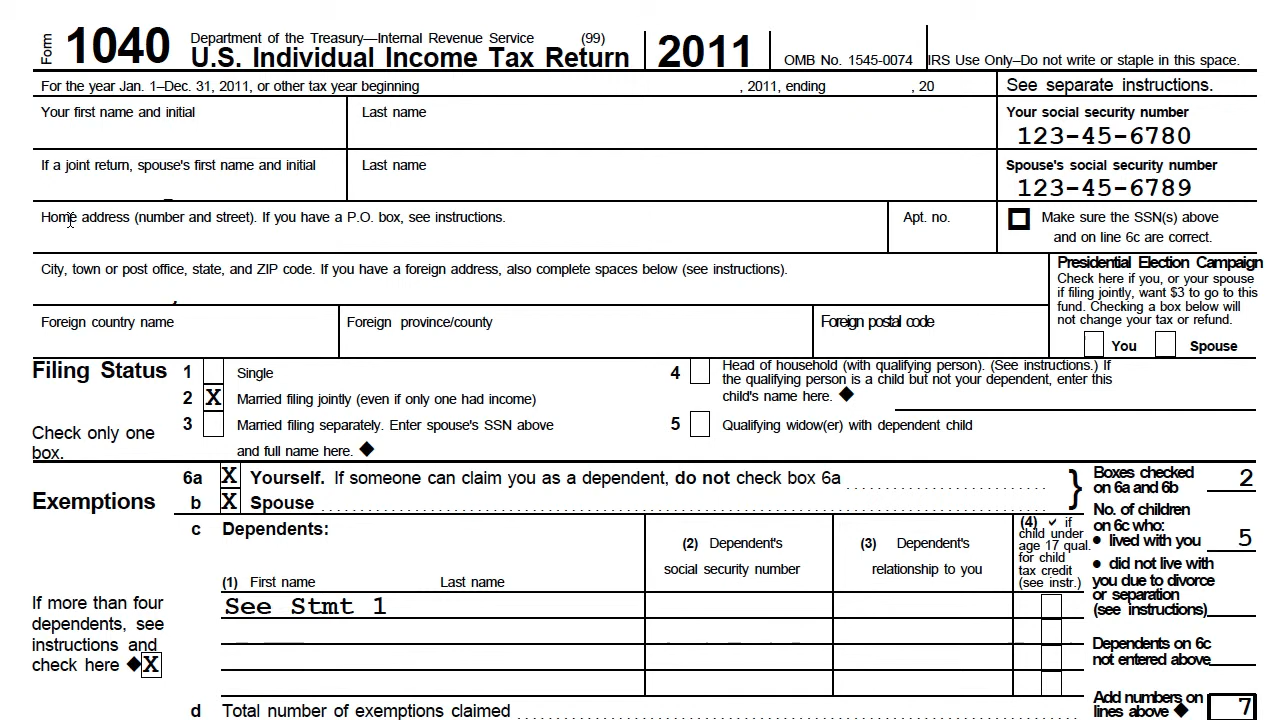 Form 1040 Department of the Treasury—Internal Revenue Service (99)
U.S. Individual Income Tax Return 2011 OMB No. 1545-0074 IRS Use Only–Do not write or staple in this space.
For the year Jan. 1–Dec. 31, 2011, or other tax year beginning , 2011, ending , 20 See separate instructions.
Your first name and initial Last name Your social security number
123-45-6780
If a joint return, spouse's first name and initial Last name Spouse's social security number
123-45-6789
Home address (number and street). If you have a P.O. box, see instructions. Apt. no. Make sure the SSN(s) above
and on line 6c are correct.
City, town or post office, state, and ZIP code. If you have a foreign address, also complete spaces below (see instructions).
Presidential Election Campaign
Check here if you, or your spouse
if filing jointly, want $3 to go to this
fund. Checking a box below will
not change your tax or refund.
Foreign country name Foreign province/county Foreign postal code
You Spouse
Filing Status
Check only one
box.
1 Single
2 X Married filing jointly (even if only one had income)
3 Married filing separately. Enter spouse's SSN above
and full name here. ◆
4 Head of household (with qualifying person). (See instructions.) If
the qualifying person is a child but not your dependent, enter this
child's name here. ◆
5 Qualifying widow(er) with dependent child
Exemptions
6a X Yourself. If someone can claim you as a dependent, do not check box 6a
b X Spouse
Boxes checked
on 6a and 6b 2
c Dependents:
(1) First name Last name
(2) Dependent's
social security number
(3) Dependent's
relationship to you
(4) ✓ if
child under
age 17 qual.
for child
tax credit
(see instr.)
No. of children
on 6c who:
● lived with you 5
● did not live with
you due to divorce
or separation
(see instructions)
See Stmt 1
If more than four
dependents, see
instructions and
check here ◆ X
Dependents on 6c
not entered above
d Total number of exemptions claimed
Add numbers on
lines above ◆ 7